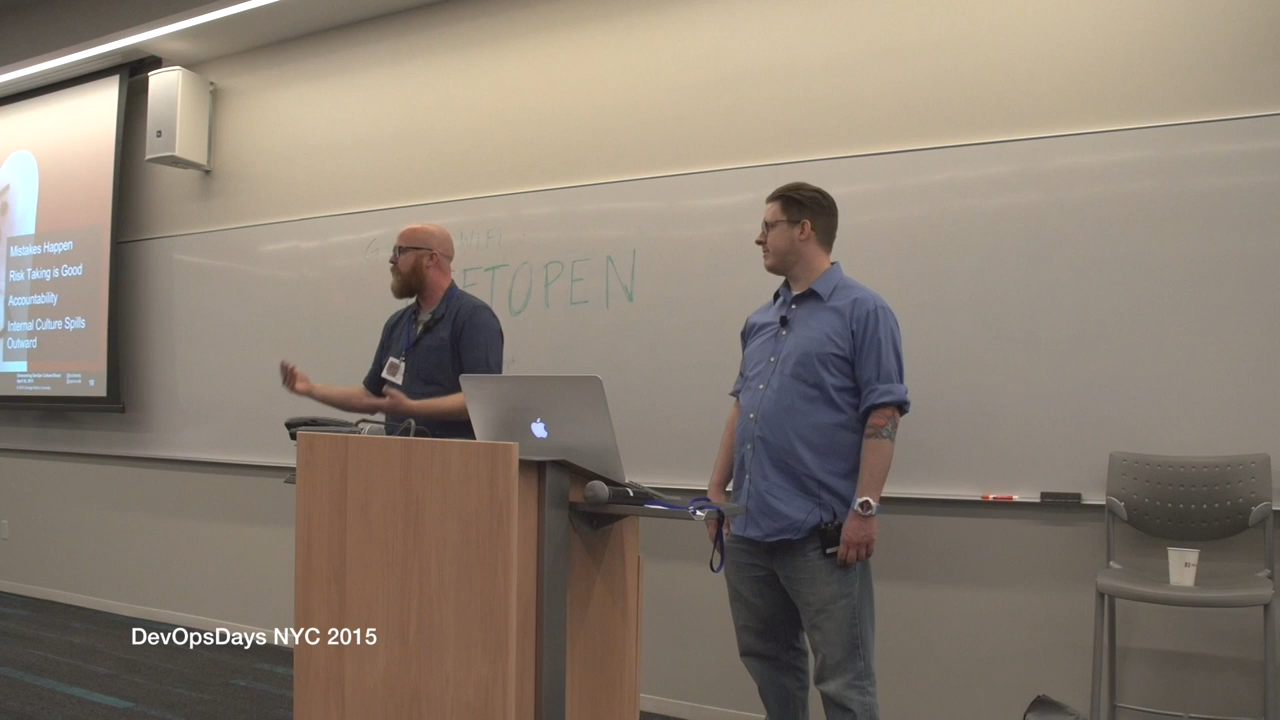 Mistakes Happen
Risk Taking is Good
Accountability
Internal Culture Spills
Outward
ETOPEN
DevOpsDays NYC 2015